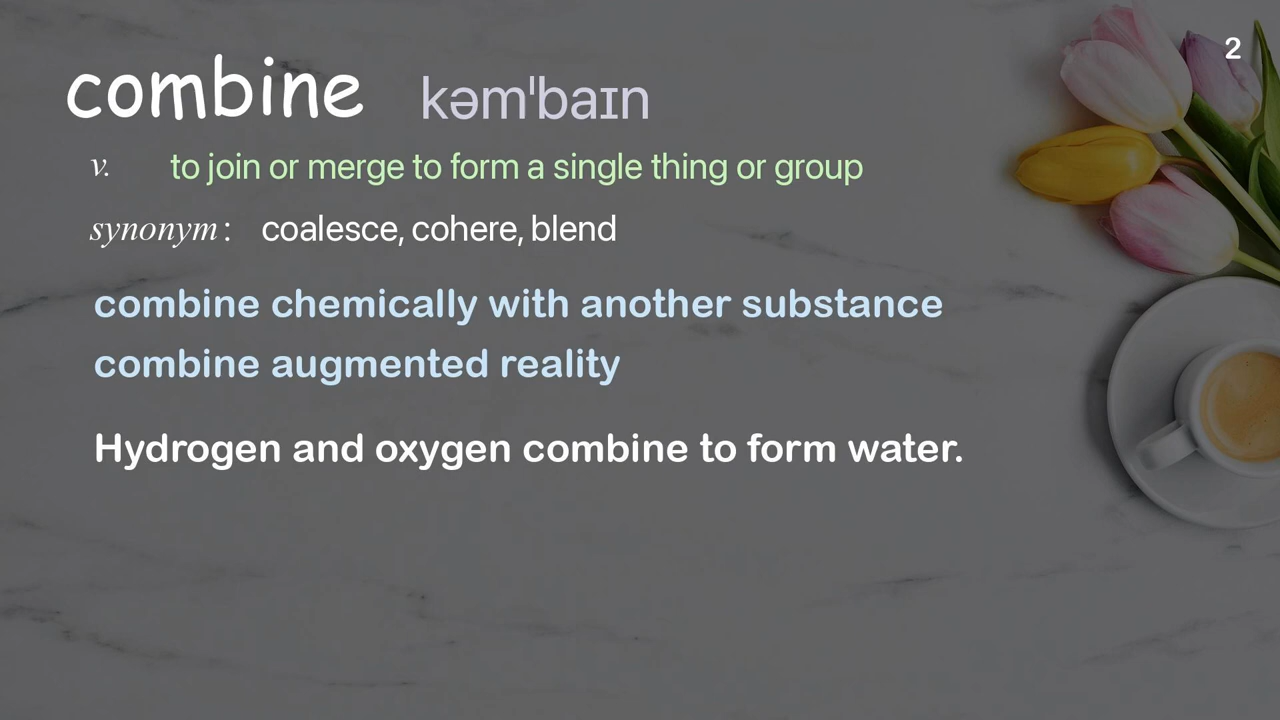 2
combine kəmˈbaɪn
v. to join or merge to form a single thing or group
synonym: coalesce, cohere, blend
combine chemically with another substance
combine augmented reality
Hydrogen and oxygen combine to form water.